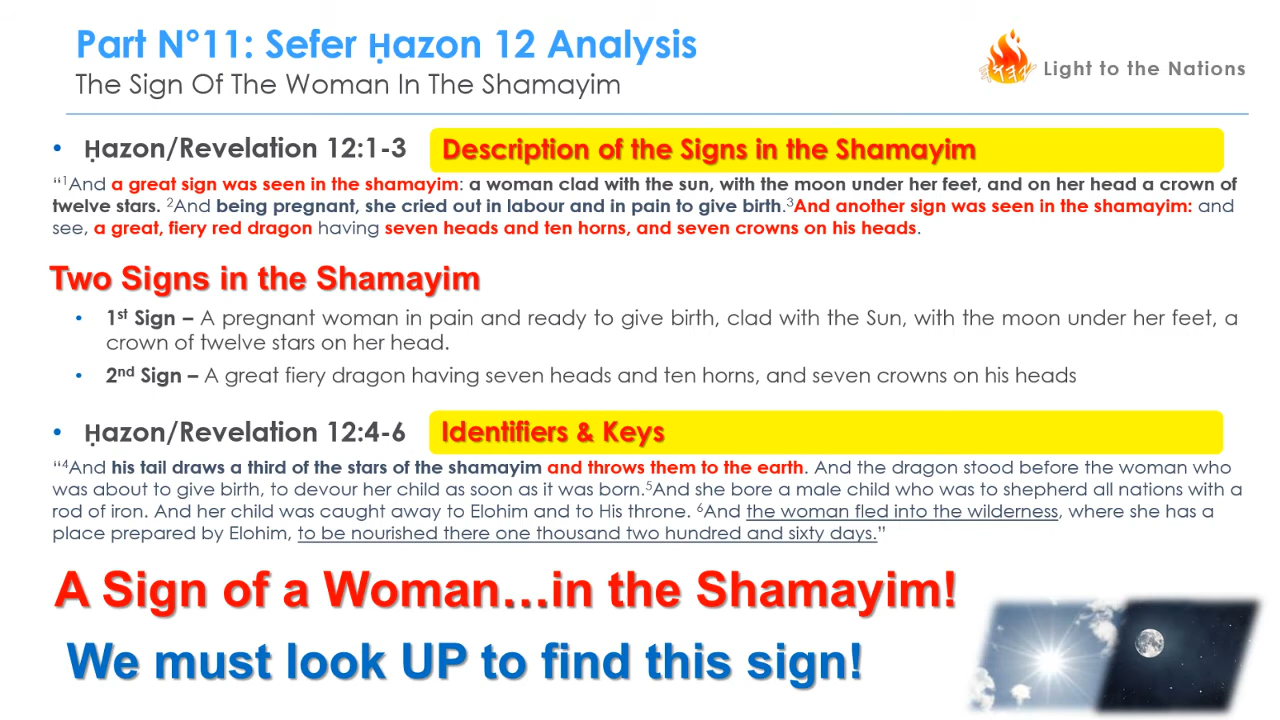 Part N°11: Sefer Ḥazon 12 Analysis
The Sign Of The Woman In The Shamayim
Light to the Nations
• Ḥazon/Revelation 12:1-3 Description of the Signs in the Shamayim
“¹And a great sign was seen in the shamayim: a woman clad with the sun, with the moon under her feet, and on her head a crown of
twelve stars. ²And being pregnant, she cried out in labour and in pain to give birth.³And another sign was seen in the shamayim: and
see, a great, fiery red dragon having seven heads and ten horns, and seven crowns on his heads.
Two Signs in the Shamayim
• 1st Sign – A pregnant woman in pain and ready to give birth, clad with the Sun, with the moon under her feet, a
crown of twelve stars on her head.
• 2nd Sign – A great fiery dragon having seven heads and ten horns, and seven crowns on his heads
• Ḥazon/Revelation 12:4-6 Identifiers & Keys
“⁴And his tail draws a third of the stars of the shamayim and throws them to the earth. And the dragon stood before the woman who
was about to give birth, to devour her child as soon as it was born.⁵And she bore a male child who was to shepherd all nations with a
rod of iron. And her child was caught away to Elohim and to His throne. ⁶And the woman fled into the wilderness, where she has a
place prepared by Elohim, to be nourished there one thousand two hundred and sixty days.”
A Sign of a Woman…in the Shamayim!
We must look UP to find this sign!